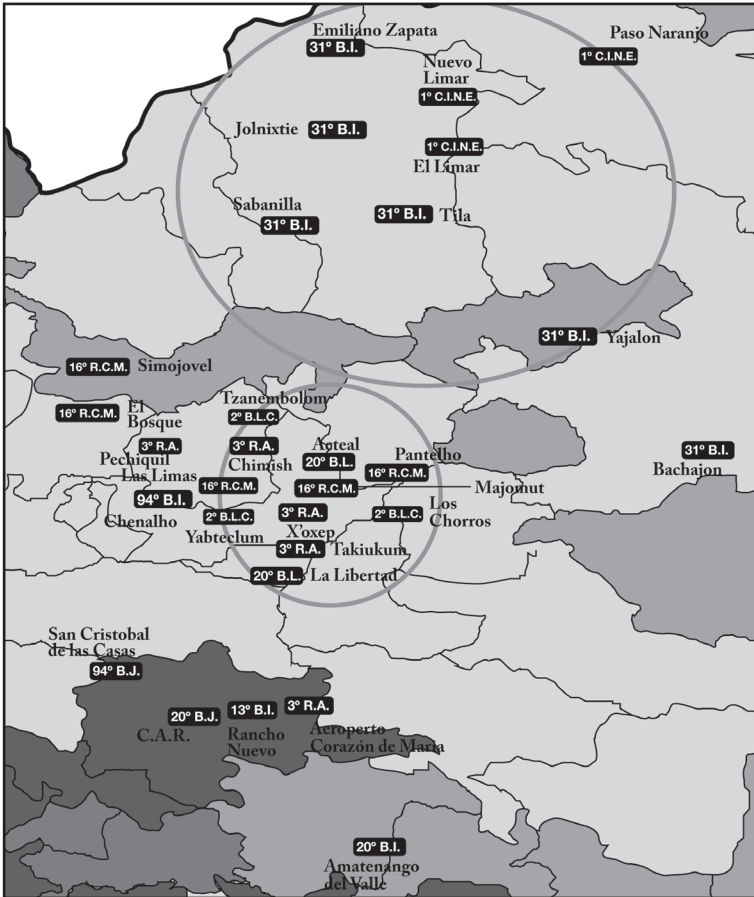 Emiliano Zapata
31º B.I.
Paso Naranjo
1º C.I.N.E.
Nuevo
Limar
1º C.I.N.E.
Jolnixtie
31º B.I.
1º C.I.N.E.
El Limar
Sabanilla
31º B.I.
31º B.I.
Tila
31º B.I.
Yajalon
16º R.C.M.
Simojovel
Tzanembolom
2º B.L.C.
16º R.C.M.
El
Bosque
3º R.A.
Pechiquil
3º R.A.
Chimish
Acteal
20º B.L.
Pantelho
16º R.C.M.
31º B.I.
Bachajon
Las Limas
16º R.C.M.
16º R.C.M.
Majomut
94º B.I.
Chenalho
2º B.L.C.
Yabteclum
3º R.A.
X'oxep
2º B.L.C.
Los
Chorros
3º R.A.
Takiukum
20º B.L.
La Libertad
San Cristobal
de las Casas
94º B.J.
20º B.J.
C.A.R.
13º B.I.
Rancho
Nuevo
3º R.A.
Aeroperto
Corazón de Maria
20º B.I.
Amatenango
del Valle